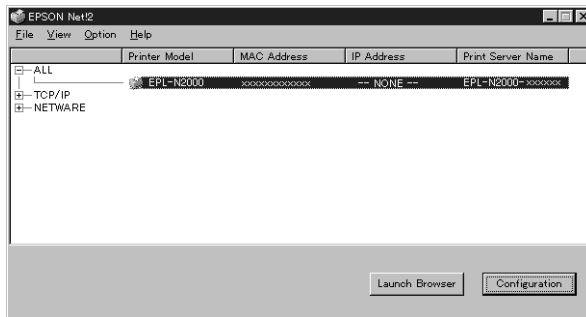 EPSON Net!2
File View Option Help
Printer Model MAC Address IP Address Print Server Name
ALL
EPL-N2000 xxxxxxxxxxxx -- NONE -- EPL-N2000-xxxxxx
TCP/IP
NETWARE
Launch Browser Configuration